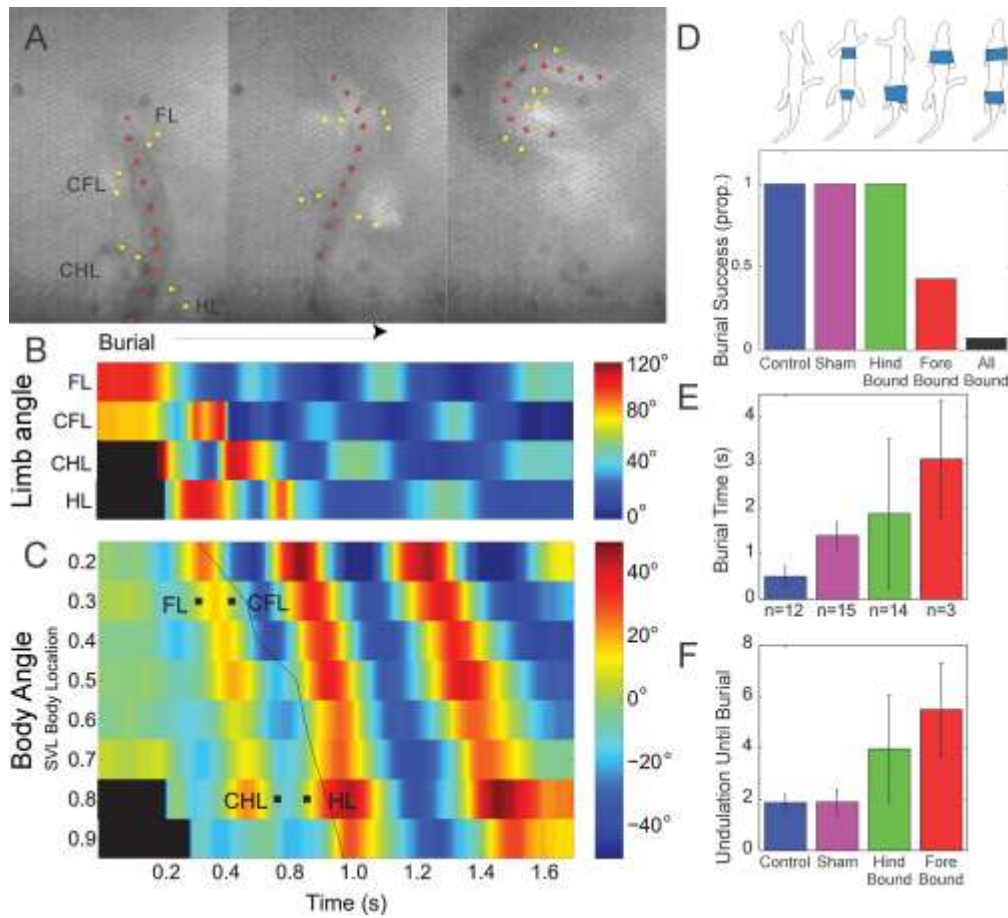 A
FL
CFL
CHL
HL
Burial
B
Limb angle
FL
CFL
CHL
HL
120°
80°
40°
0°
C
Body Angle
SVL Body Location
0.2
0.3
0.4
0.5
0.6
0.7
0.8
0.9
FL
CFL
CHL
HL
40°
20°
0°
−20°
−40°
0.2 0.4 0.8 1.0 1.2 1.4 1.6
Time (s)
D
Burial Success (prop.)
1
0.5
0
Control Sham Hind Bound Fore Bound All Bound
E
Burial Time (s)
4
3
2
1
0
n=12 n=15 n=14 n=3
F
Undulation Until Burial
8
6
4
2
0
Control Sham Hind Bound Fore Bound